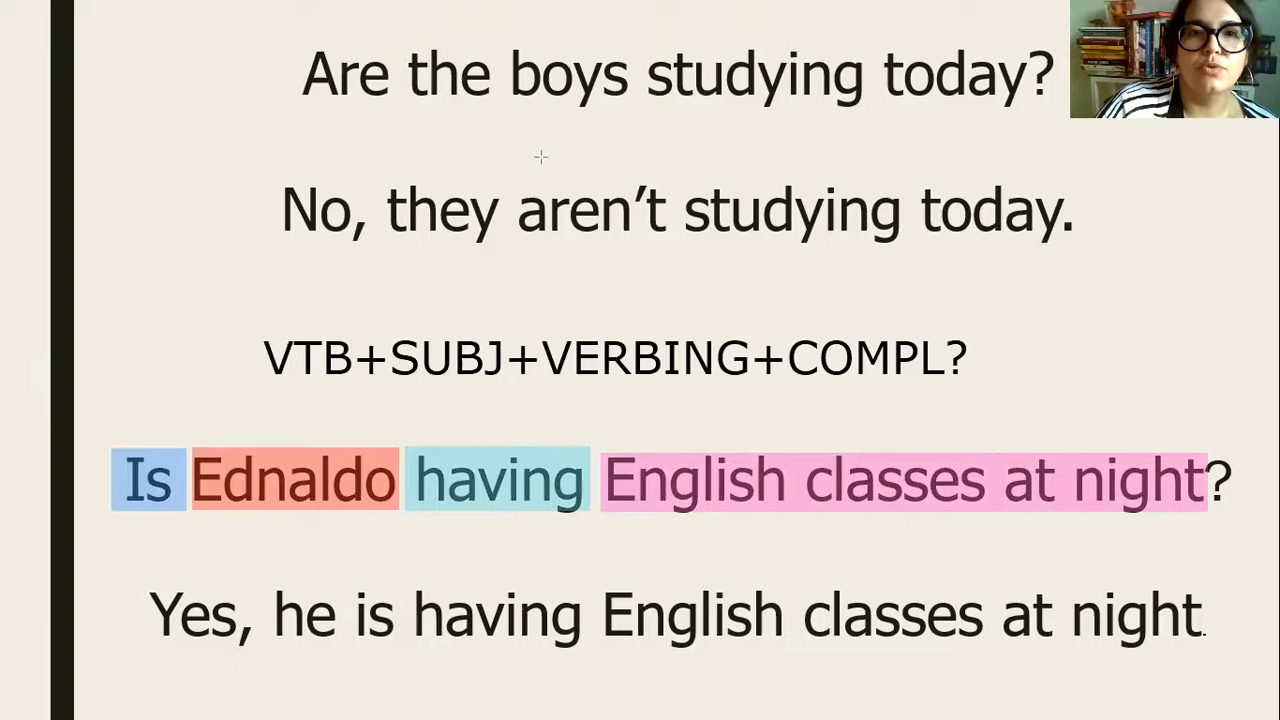 Are the boys studying today?
No, they aren’t studying today.
VTB+SUBJ+VERBING+COMPL?
Is Ednaldo having English classes at night?
Yes, he is having English classes at night.